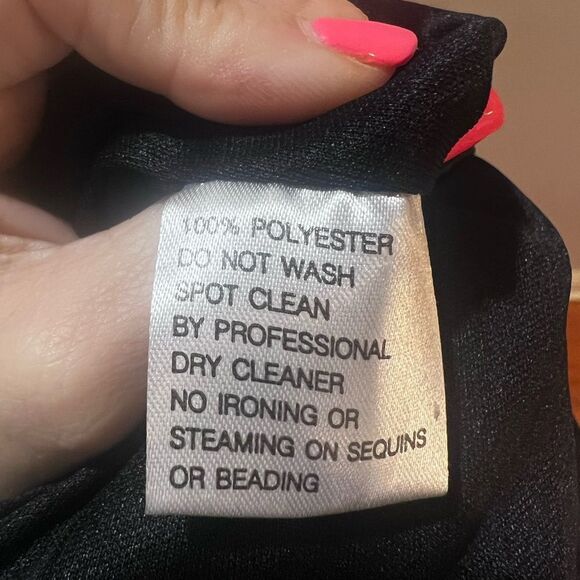 100% POLYESTER
DO NOT WASH
SPOT CLEAN
BY PROFESSIONAL
DRY CLEANER
NO IRONING OR
STEAMING ON SEQUINS
OR BEADING